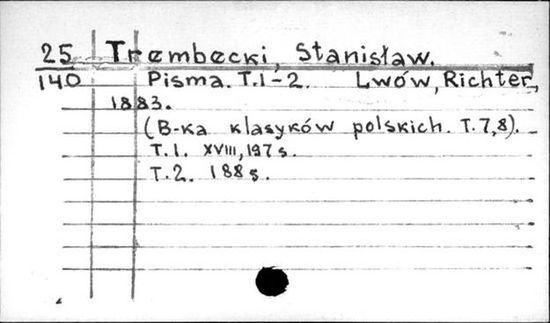 25 Trembecki, Stanisław.
140 Pisma. T.1-2. Lwów, Richter,
1883.
(B-ka klasyków polskich. T.7,8).
T.1. XVIII, 197 s.
T.2. 188 s.